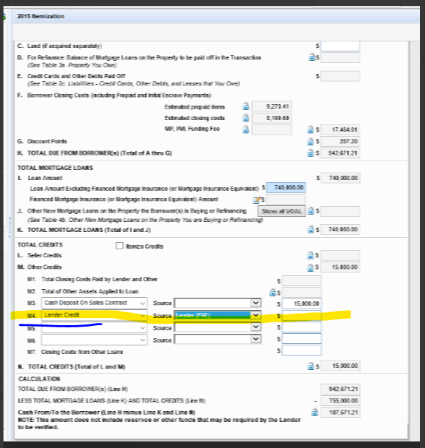 2015 Itemization
C. Land (if acquired separately) $
D. For Refinance: Balance of Mortgage Loans on the Property to be paid off in the Transaction $
(See Table 3a. Property You Own)
E. Credit Cards and Other Debts Paid Off $
(See Table 2c. Liabilities - Credit Cards, Other Debts, and Leases that You Owe)
F. Borrower Closing Costs (including Prepaid and Initial Escrow Payments)
Estimated prepaid items 9,273.41
Estimated closing costs
MIP, PMI, Funding Fee $ 17,464.01
G. Discount Points $ 207.20
H. TOTAL DUE FROM BORROWER(s) (Total of A thru G) $ 942,671.21
TOTAL MORTGAGE LOANS
I. Loan Amount $ 740,000.00
Loan Amount Excluding Financed Mortgage Insurance (or Mortgage Insurance Equivalent) $ 740,000.00
Financed Mortgage Insurance (or Mortgage Insurance Equivalent) Amount $
J. Other New Mortgage Loans on the Property the Borrower(s) is Buying or Refinancing Show all VOAL $
(See Table 4b. Other New Mortgage Loans on the Property You are Buying or Refinancing)
K. TOTAL MORTGAGE LOANS (Total of I and J) $ 740,000.00
TOTAL CREDITS Itemize Credits
L. Seller Credits $
M. Other Credits $ 15,000.00
M1. Total Closing Costs Paid by Lender and Other $
M2. Total of Other Assets Applied to Loan $
M3. Cash Deposit On Sales Contract Source $ 15,000.00
M4. Lender Credit Source Lender $
M5. Source $
M6. Source $
M7. Closing Costs from Other Loans $
N. TOTAL CREDITS (Total of L and M) $ 15,000.00
CALCULATION
TOTAL DUE FROM BORROWER(s) (Line H) 942,671.21
LESS TOTAL MORTGAGE LOANS (Line K) AND TOTAL CREDITS (Line N) - 755,000.00
Cash From/To the Borrower (Line H minus Line K and Line N) $ 187,671.21
NOTE: This amount does not include reserves or other funds that may be required by the Lender
to be verified.